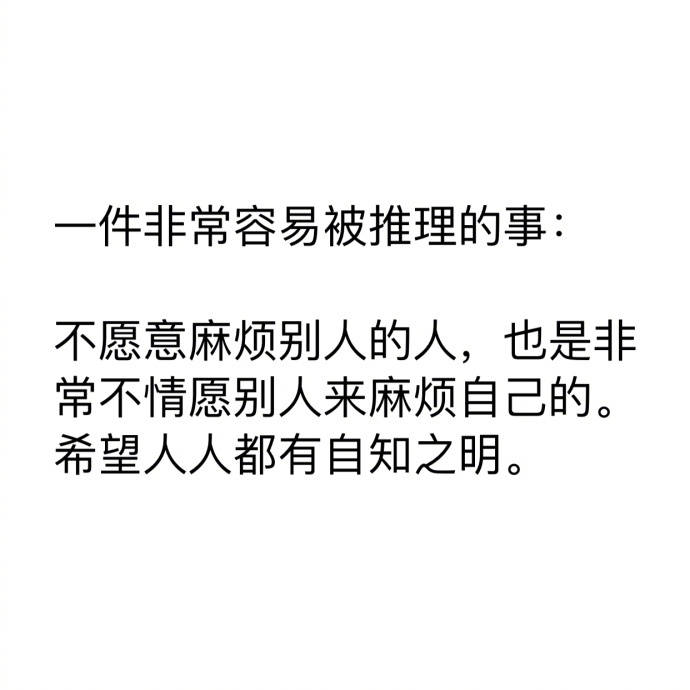 一件非常容易被推理的事：
不愿意麻烦别人的人，也是非
常不情愿别人来麻烦自己的。
希望人人都有自知之明。